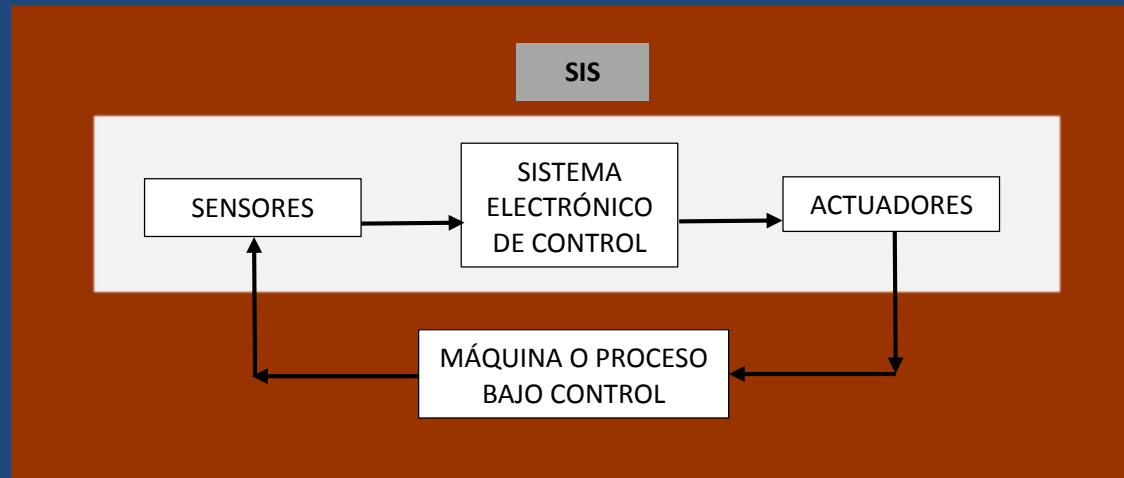 SIS
SENSORES
SISTEMA
ELECTRÓNICO
DE CONTROL
ACTUADORES
MÁQUINA O PROCESO
BAJO CONTROL